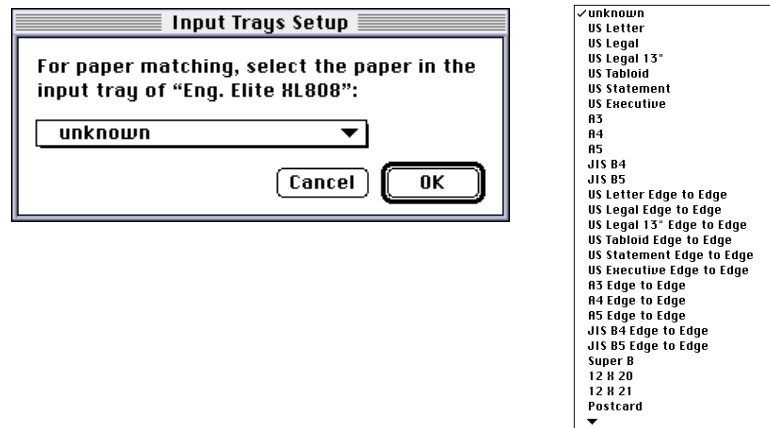 Input Trays Setup
For paper matching, select the paper in the
input tray of “Eng. Elite XL808”:
unknown
Cancel
OK
✓unknown
US Letter
US Legal
US Legal 13"
US Tabloid
US Statement
US Executive
A3
A4
A5
JIS B4
JIS B5
US Letter Edge to Edge
US Legal Edge to Edge
US Legal 13" Edge to Edge
US Tabloid Edge to Edge
US Statement Edge to Edge
US Executive Edge to Edge
A3 Edge to Edge
A4 Edge to Edge
A5 Edge to Edge
JIS B4 Edge to Edge
JIS B5 Edge to Edge
Super B
12 X 20
12 X 21
Postcard